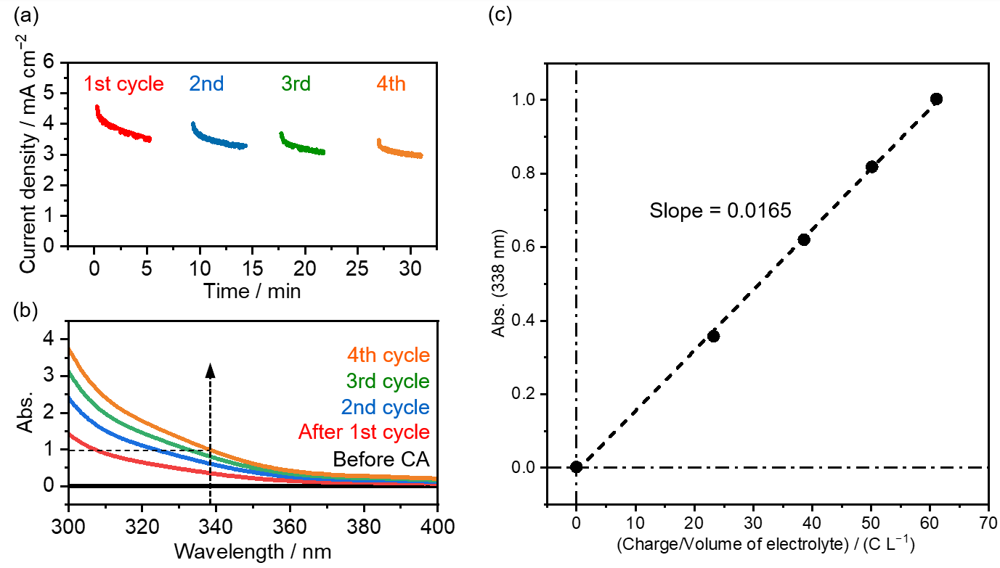 (a)
Current density / mA cm⁻²
6
5
4
3
2
1
0
1st cycle 2nd 3rd 4th
0 5 10 15 20 25 30
Time / min
(b)
Abs.
4
3
2
1
0
4th cycle
3rd cycle
2nd cycle
After 1st cycle
Before CA
300 320 340 360 380 400
Wavelength / nm
(c)
Abs. (338 nm)
1.0
0.8
0.6
0.4
0.2
0.0
Slope = 0.0165
0 10 20 30 40 50 60 70
(Charge/Volume of electrolyte) / (C L⁻¹)